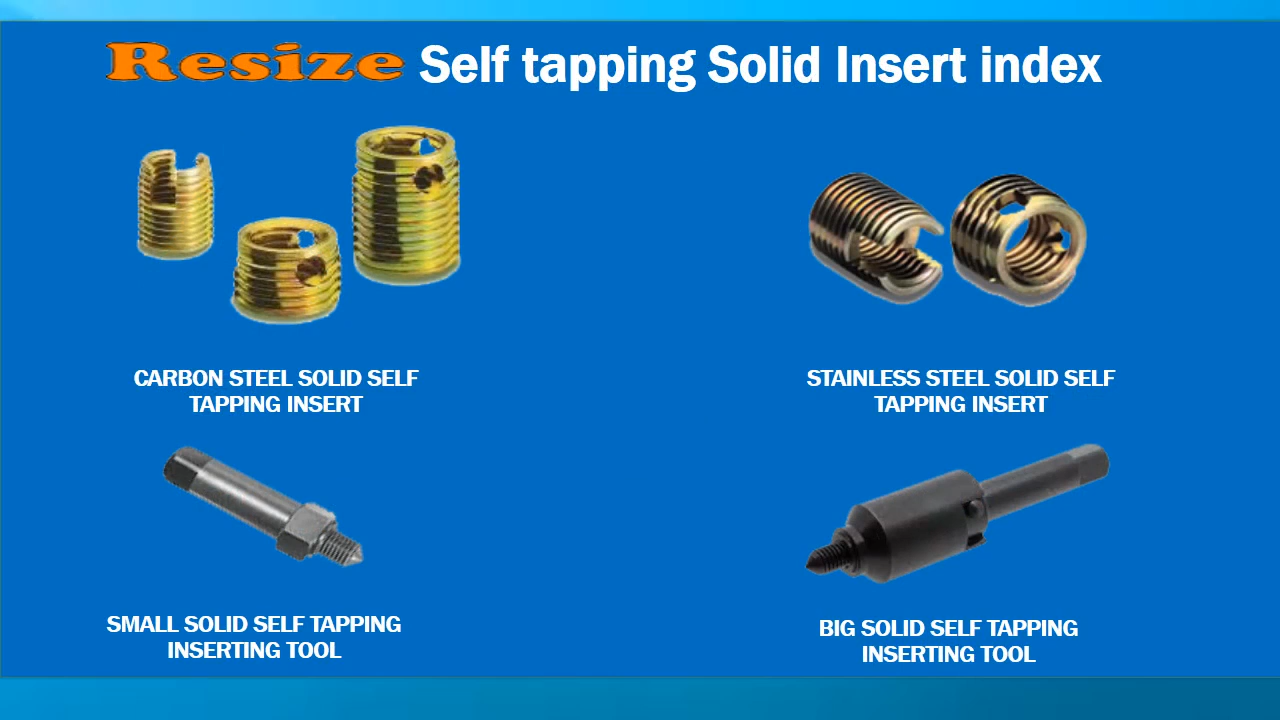 Resize Self tapping Solid Insert index
CARBON STEEL SOLID SELF
TAPPING INSERT
STAINLESS STEEL SOLID SELF
TAPPING INSERT
SMALL SOLID SELF TAPPING
INSERTING TOOL
BIG SOLID SELF TAPPING
INSERTING TOOL